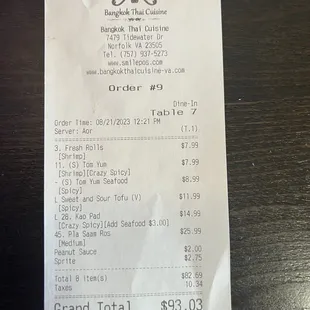 Bangkok Thai Cuisine
Bangkok Thai Cuisine
7479 Tidewater Dr
Norfolk VA 23505
Tel. (757) 937-5273
www.smilepos.com
www.bangkokthaicuisine-va.com
Order #9
Dine-In
Table 7
Order Time: 08/21/2023 12:21 PM
Server: Aor (1.1)
3. Fresh Rolls $7.99
[Shrimp]
11. (S) Tom Yum $7.99
[Shrimp][Crazy Spicy]
- (S) Tom Yum Seafood $8.99
[Spicy]
L Sweet and Sour Tofu (V) $11.99
[Spicy]
L 28. Kao Pad $14.99
[Crazy Spicy][Add Seafood $3.00]
45. Pla Saam Ros $25.99
[Medium]
Peanut Sauce $2.00
Sprite $2.75
Total 8 item(s) $82.69
Taxes 10.34
Grand Total $93.03